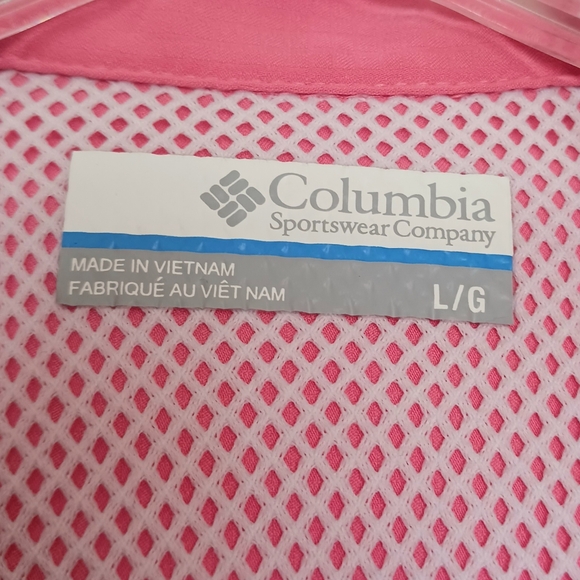 Columbia
Sportswear Company
MADE IN VIETNAM
FABRIQUÉ AU VIÊT NAM
L/G